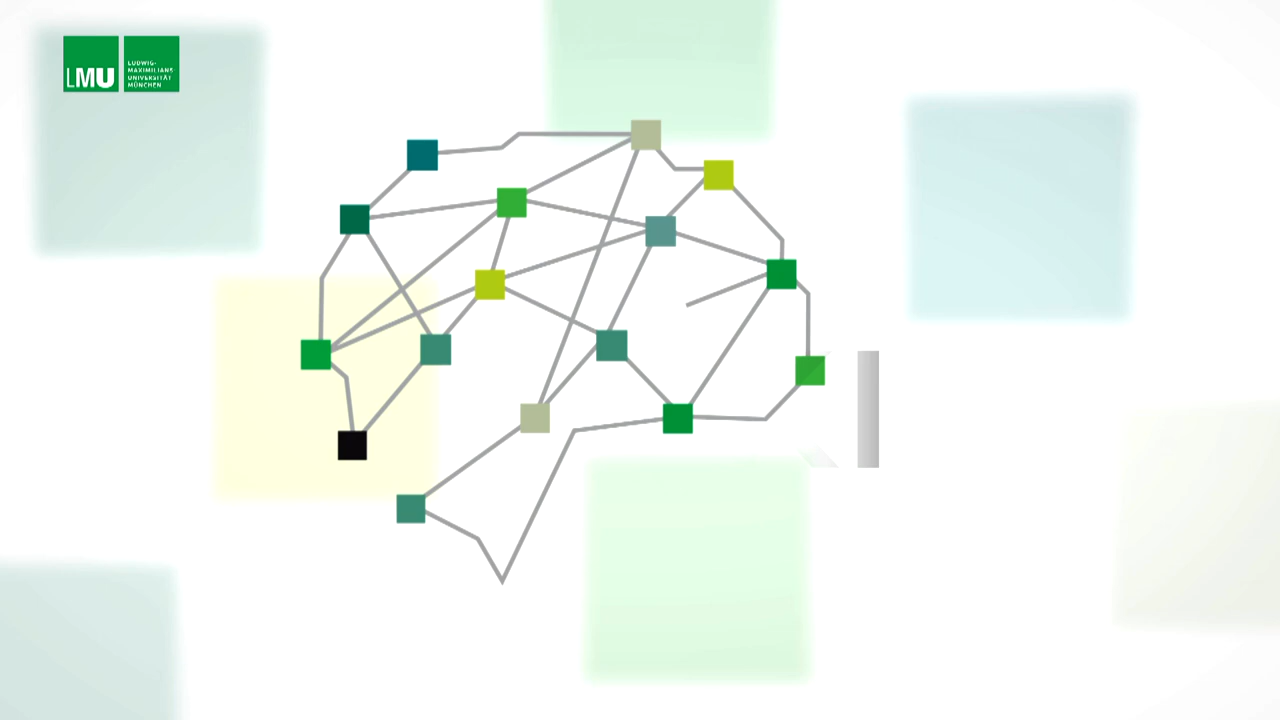 LMU
LUDWIG-
MAXIMILIANS-
UNIVERSITÄT
MÜNCHEN